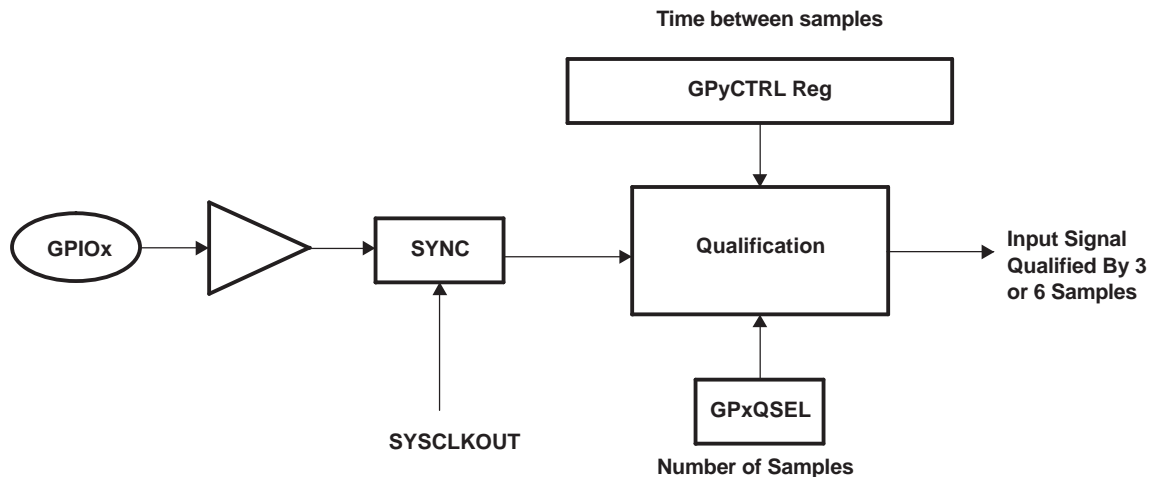 Time between samples
GPyCTRL Reg
GPIOx
SYNC
Qualification
Input Signal
Qualified By 3
or 6 Samples
GPxQSEL
SYSCLKOUT
Number of Samples